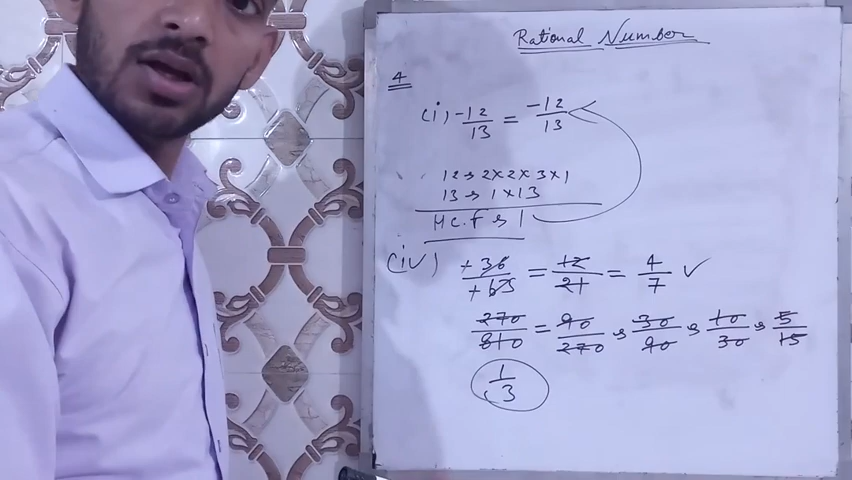 Rational Number
4
(i) -12/13 = -12/13
12 → 2×2×3×1
13 → 1×13
H.C.F → 1
(iv) +36/+63 = 12/21 = 4/7 ✓
270/810 = 90/270 → 30/90 → 10/30 → 5/15
1/3